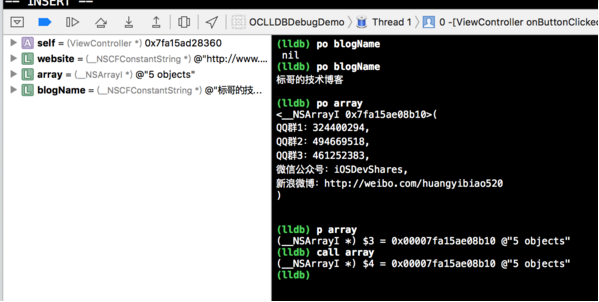 -- INSERT --
OCLLDBDebugDemo
Thread 1
0 -[ViewController onButtonClicked
A self = (ViewController *) 0x7fa15ad28360
L website = (__NSCFConstantString *) @"http://www....
L array = (__NSArrayI *) @"5 objects"
L blogName = (__NSCFConstantString *) @"标哥的技...
(lldb) po blogName
nil
(lldb) po blogName
标哥的技术博客
(lldb) po array
<__NSArrayI 0x7fa15ae08b10>(
QQ群1：324400294,
QQ群2：494669518,
QQ群3：461252383,
微信公众号：iOSDevShares,
新浪微博：http://weibo.com/huangyibiao520
)
(lldb) p array
(__NSArrayI *) $3 = 0x00007fa15ae08b10 @"5 objects"
(lldb) call array
(__NSArrayI *) $4 = 0x00007fa15ae08b10 @"5 objects"
(lldb)